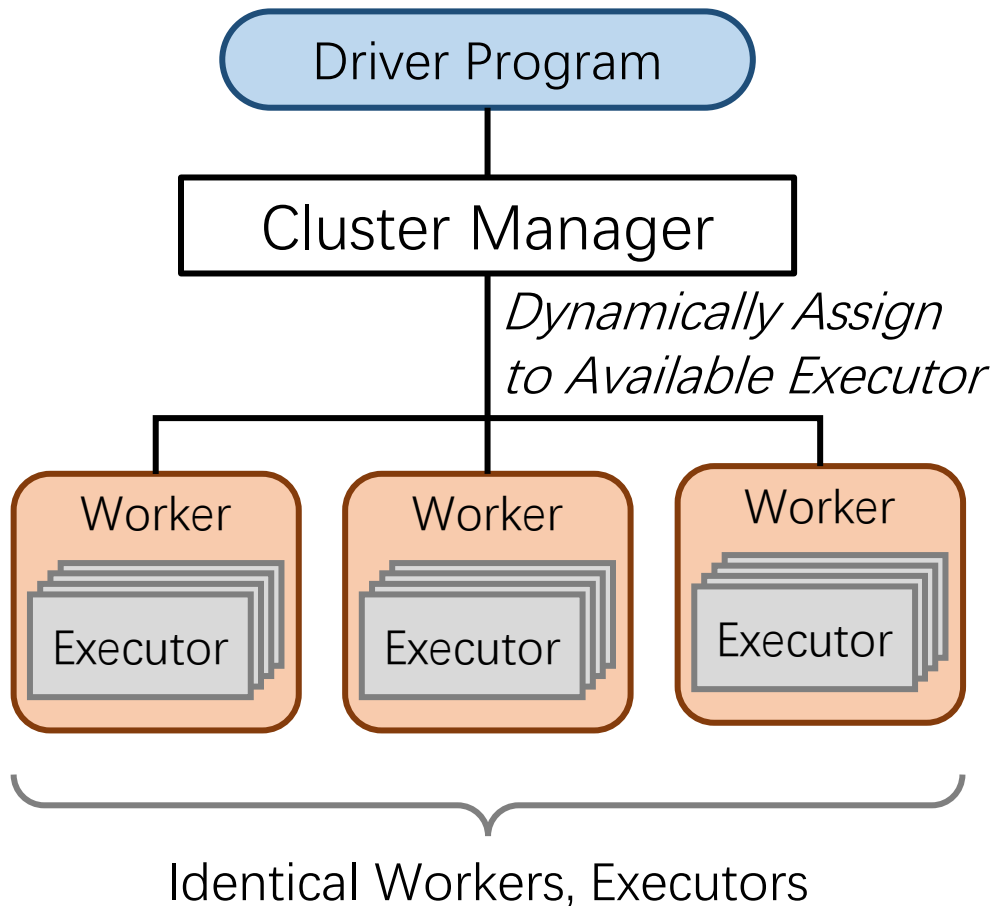 Driver Program
Cluster Manager
Dynamically Assign
to Available Executor
Worker
Worker
Worker
Executor
Executor
Executor
Identical Workers, Executors